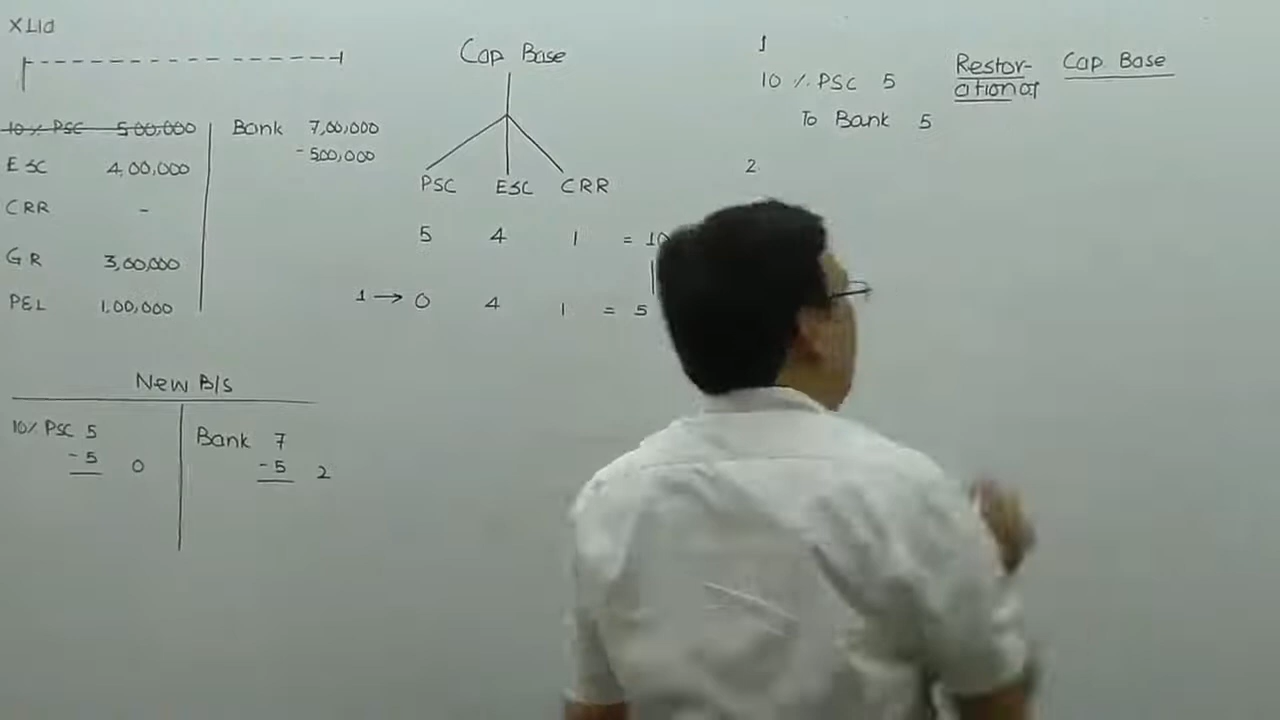 X Ltd
10% PSC 5,00,000
Bank 7,00,000
- 500,000
ESC 4,00,000
CRR -
GR 3,00,000
P&L 1,00,000
New B/s
10% PSC 5
- 5 0
Bank 7
- 5 2
Cap Base
PSC ESC CRR
5 4 1 = 10
1 → 0 4 1 = 5
1
10 % PSC 5
To Bank 5
2.
Restor-
ation of
Cap Base